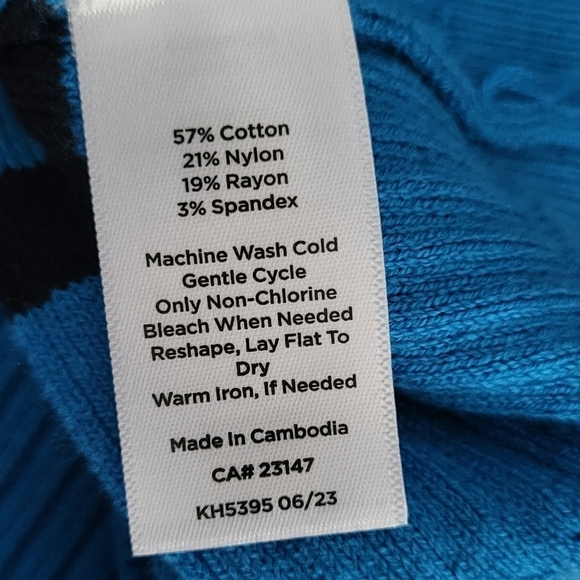 57% Cotton
21% Nylon
19% Rayon
3% Spandex
Machine Wash Cold
Gentle Cycle
Only Non-Chlorine
Bleach When Needed
Reshape, Lay Flat To
Dry
Warm Iron, If Needed
Made In Cambodia
CA# 23147
KH5395 06/23